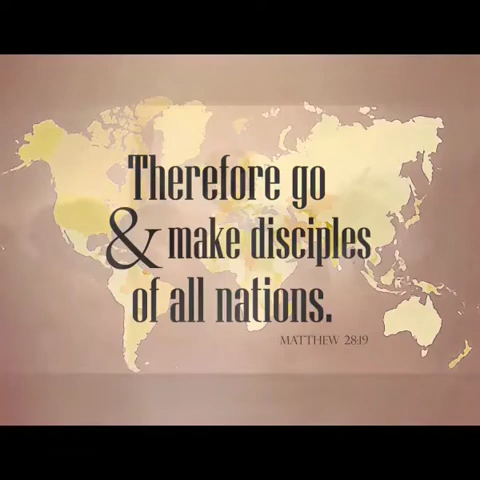 Therefore go
& make disciples
of all nations.
MATTHEW 28:19